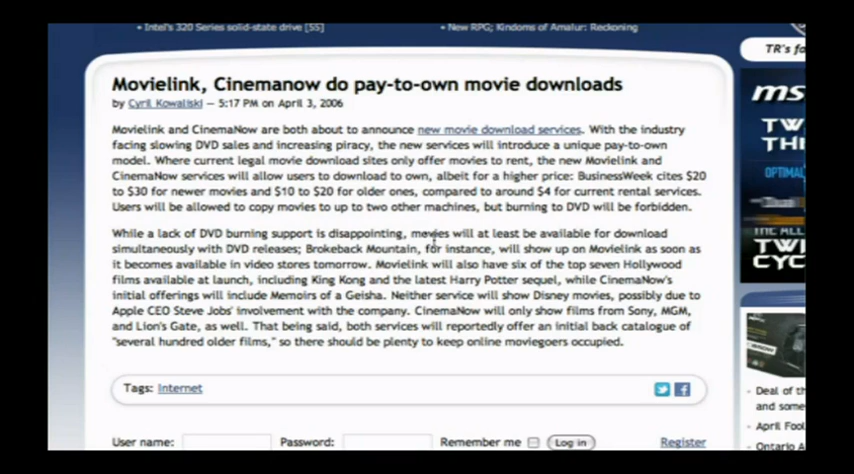 • Intel's 320 Series solid-state drive [55]
• New RPG; Kindoms of Amalur: Reckoning
TR's fo
Movielink, Cinemanow do pay-to-own movie downloads
by Cyril Kowaliski — 5:17 PM on April 3, 2006
Movielink and CinemaNow are both about to announce new movie download services. With the industry
facing slowing DVD sales and increasing piracy, the new services will introduce a unique pay-to-own
model. Where current legal movie download sites only offer movies to rent, the new Movielink and
CinemaNow services will allow users to download to own, albeit for a higher price: BusinessWeek cites $20
to $30 for newer movies and $10 to $20 for older ones, compared to around $4 for current rental services.
Users will be allowed to copy movies to up to two other machines, but burning to DVD will be forbidden.
While a lack of DVD burning support is disappointing, movies will at least be available for download
simultaneously with DVD releases; Brokeback Mountain, for instance, will show up on Movielink as soon as
it becomes available in video stores tomorrow. Movielink will also have six of the top seven Hollywood
films available at launch, including King Kong and the latest Harry Potter sequel, while CinemaNow's
initial offerings will include Memoirs of a Geisha. Neither service will show Disney movies, possibly due to
Apple CEO Steve Jobs' involvement with the company. CinemaNow will only show films from Sony, MGM,
and Lion's Gate, as well. That being said, both services will reportedly offer an initial back catalogue of
"several hundred older films," so there should be plenty to keep online moviegoers occupied.
Tags: Internet
User name: Password: Remember me Log in Register
ms
TW
THI
OPTIMAL
THE ALL
TWI
CYC
- Deal of th
and some
- April Fool
- Ontario A